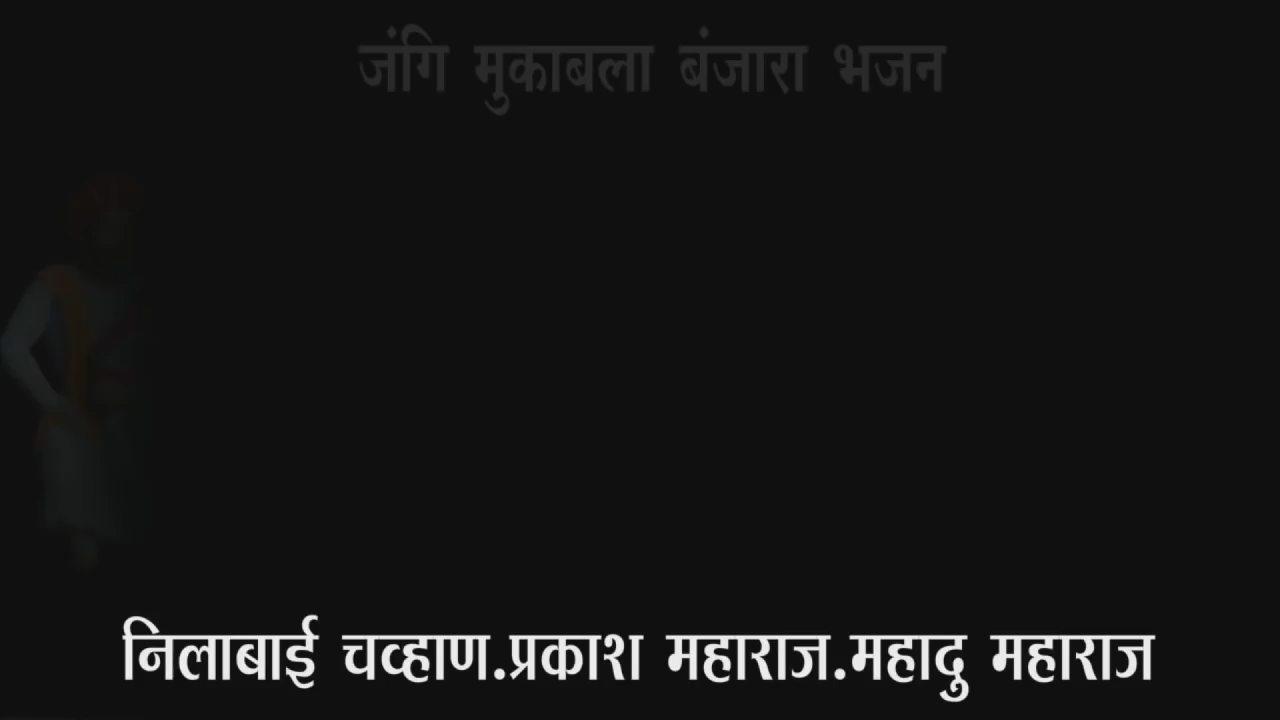 जंगि मुकाबला बंजारा भजन
निलाबाई चव्हाण.प्रकाश महाराज.महादु महाराज